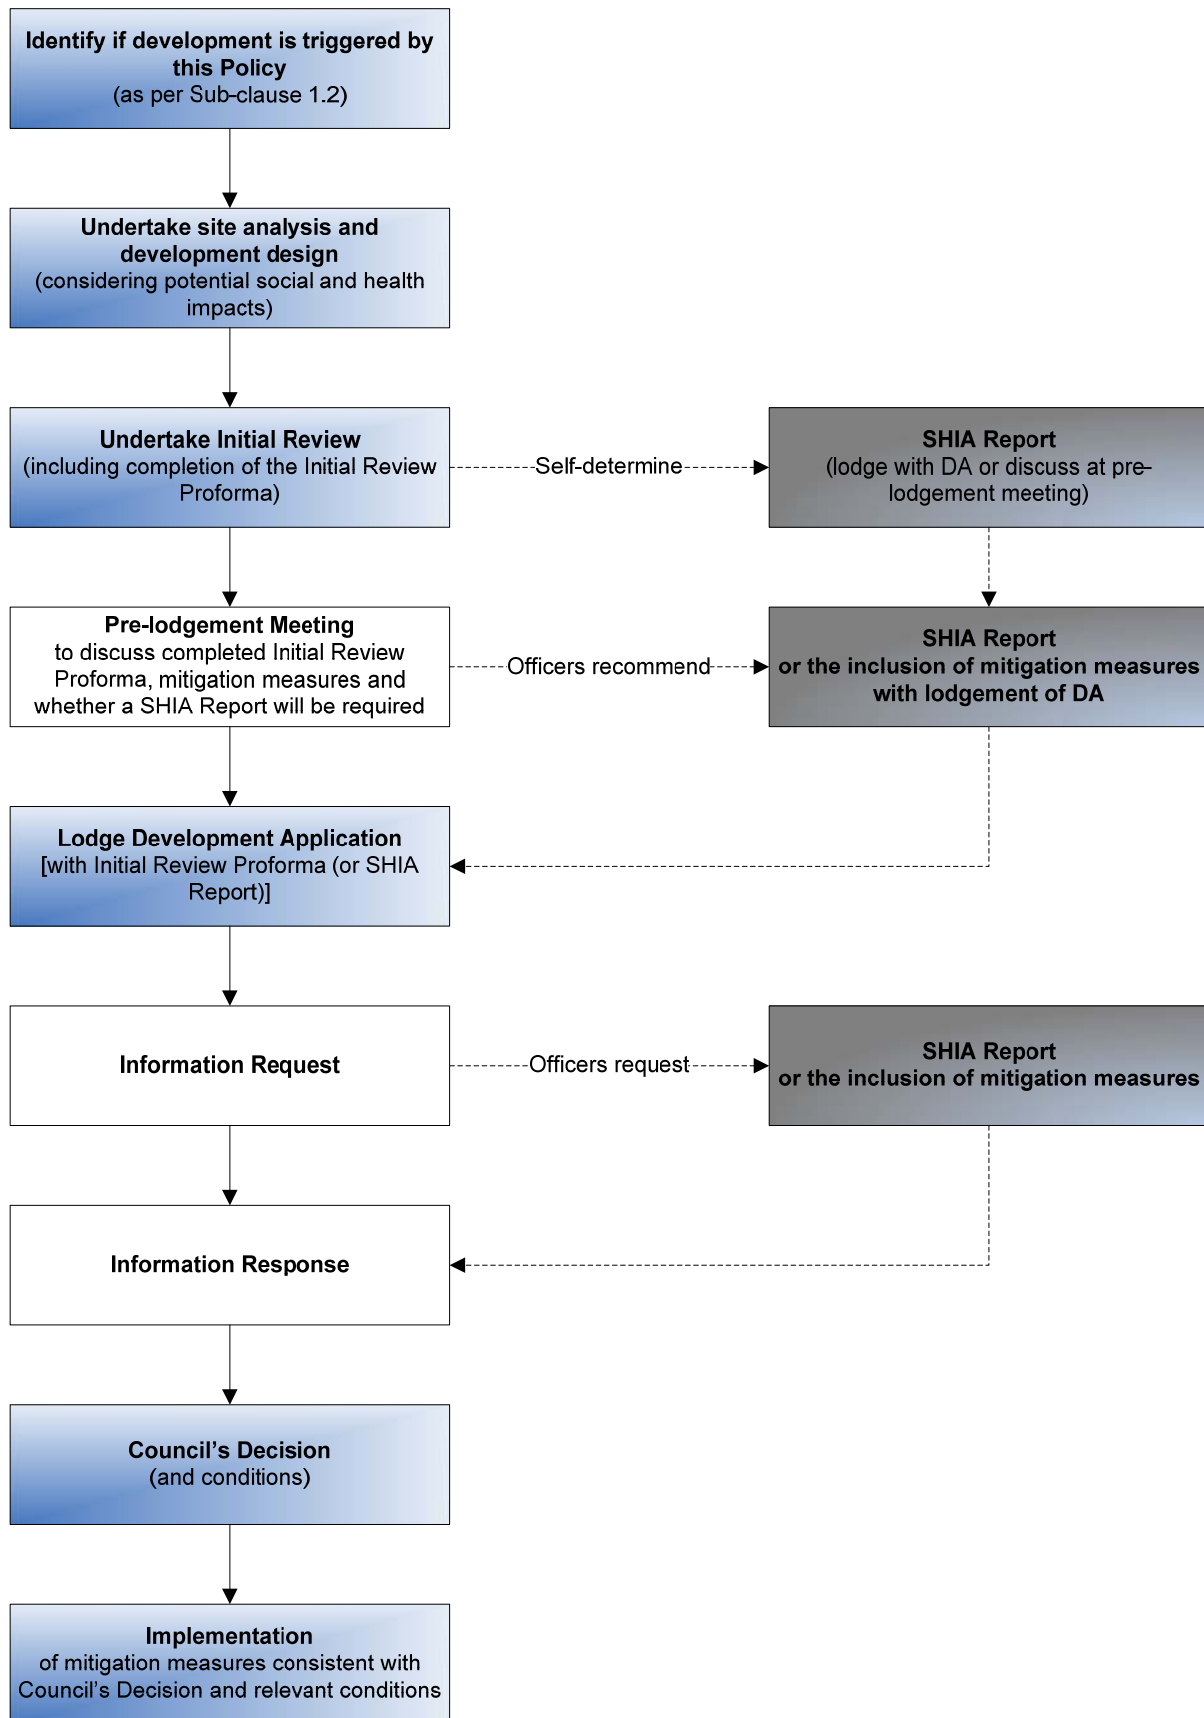 Identify if development is triggered by
this Policy
(as per Sub-clause 1.2)
Undertake site analysis and
development design
(considering potential social and health
impacts)
Undertake Initial Review
(including completion of the Initial Review
Proforma)
Self-determine
SHIA Report
(lodge with DA or discuss at pre-
lodgement meeting)
Pre-lodgement Meeting
to discuss completed Initial Review
Proforma, mitigation measures and
whether a SHIA Report will be required
Officers recommend
SHIA Report
or the inclusion of mitigation measures
with lodgement of DA
Lodge Development Application
[with Initial Review Proforma (or SHIA
Report)]
Information Request
Officers request
SHIA Report
or the inclusion of mitigation measures
Information Response
Council’s Decision
(and conditions)
Implementation
of mitigation measures consistent with
Council’s Decision and relevant conditions